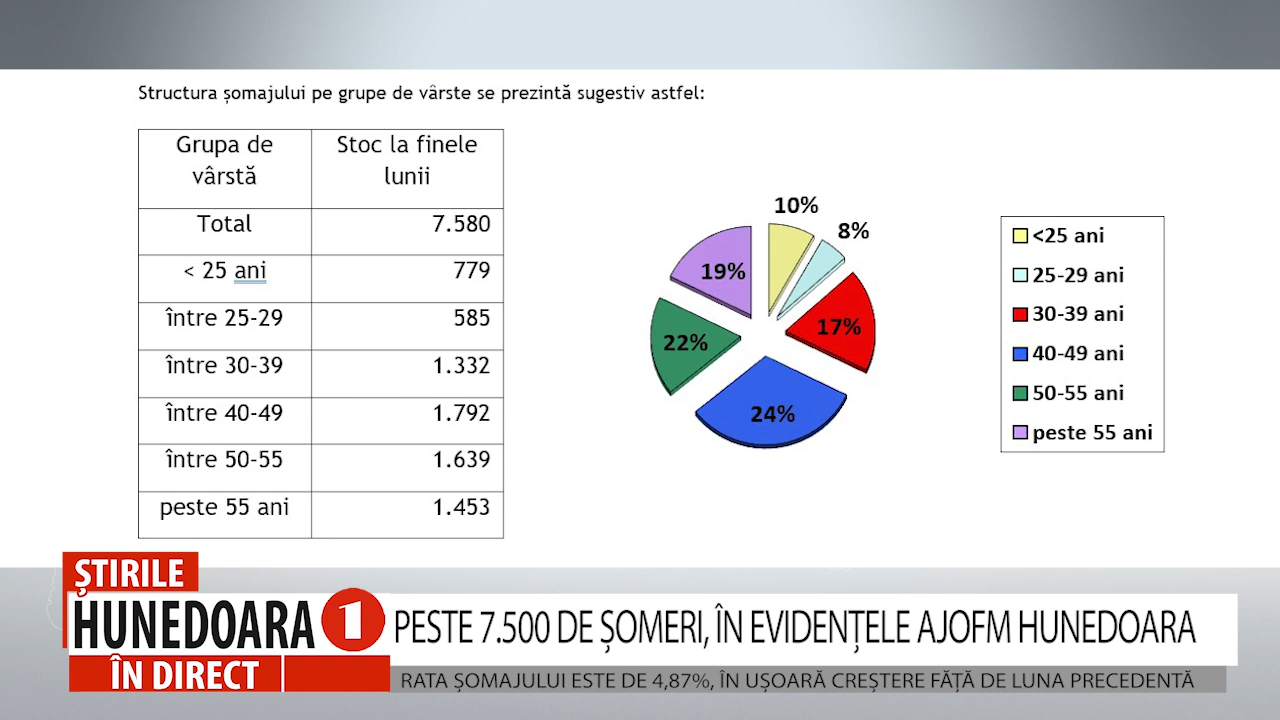 Structura șomajului pe grupe de vârste se prezintă sugestiv astfel:
Grupa de vârstă Stoc la finele lunii
Total 7.580
< 25 ani 779
între 25-29 585
între 30-39 1.332
între 40-49 1.792
între 50-55 1.639
peste 55 ani 1.453
10%
8%
17%
24%
22%
19%
<25 ani
25-29 ani
30-39 ani
40-49 ani
50-55 ani
peste 55 ani
ȘTIRILE
HUNEDOARA 1
ÎN DIRECT
PESTE 7.500 DE ȘOMERI, ÎN EVIDENȚELE AJOFM HUNEDOARA
RATA ȘOMAJULUI ESTE DE 4,87%, ÎN UȘOARĂ CREȘTERE FĂȚĂ DE LUNA PRECEDENTĂ